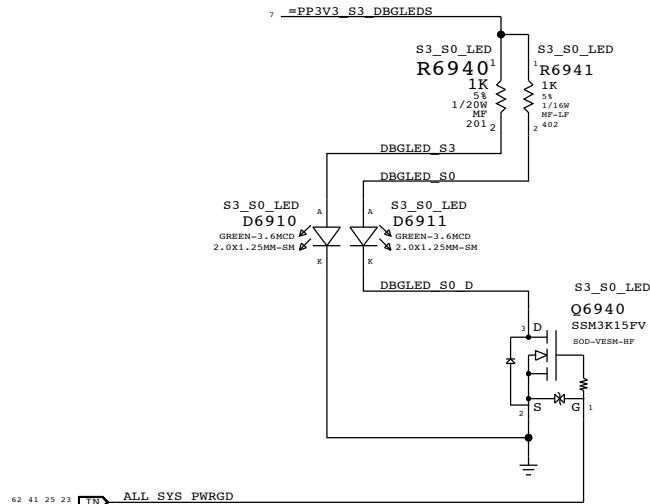 7 =PP3V3_S3_DBGLEDS
S3_S0_LED
R6940
1
1K
5%
1/20W
MF
201
2
S3_S0_LED
1
R6941
1K
5%
1/16W
MF-LF
402
2
DBGLED_S3
DBGLED_S0
S3_S0_LED
D6910
GREEN-3.6MCD
2.0X1.25MM-SM
A
K
S3_S0_LED
D6911
GREEN-3.6MCD
2.0X1.25MM-SM
A
K
DBGLED_S0_D
S3_S0_LED
Q6940
SSM3K15FV
SOD-VESM-HF
3 D
2 S
G 1
62 41 25 23 IN ALL_SYS_PWRGD